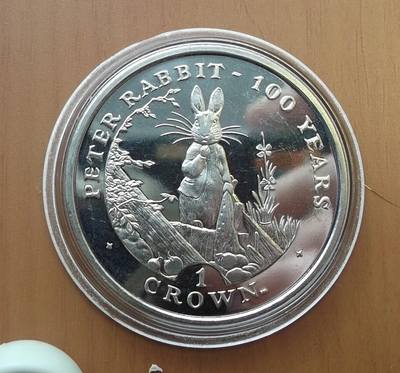 PETER RABBIT - 100 YEARS
1
CROWN